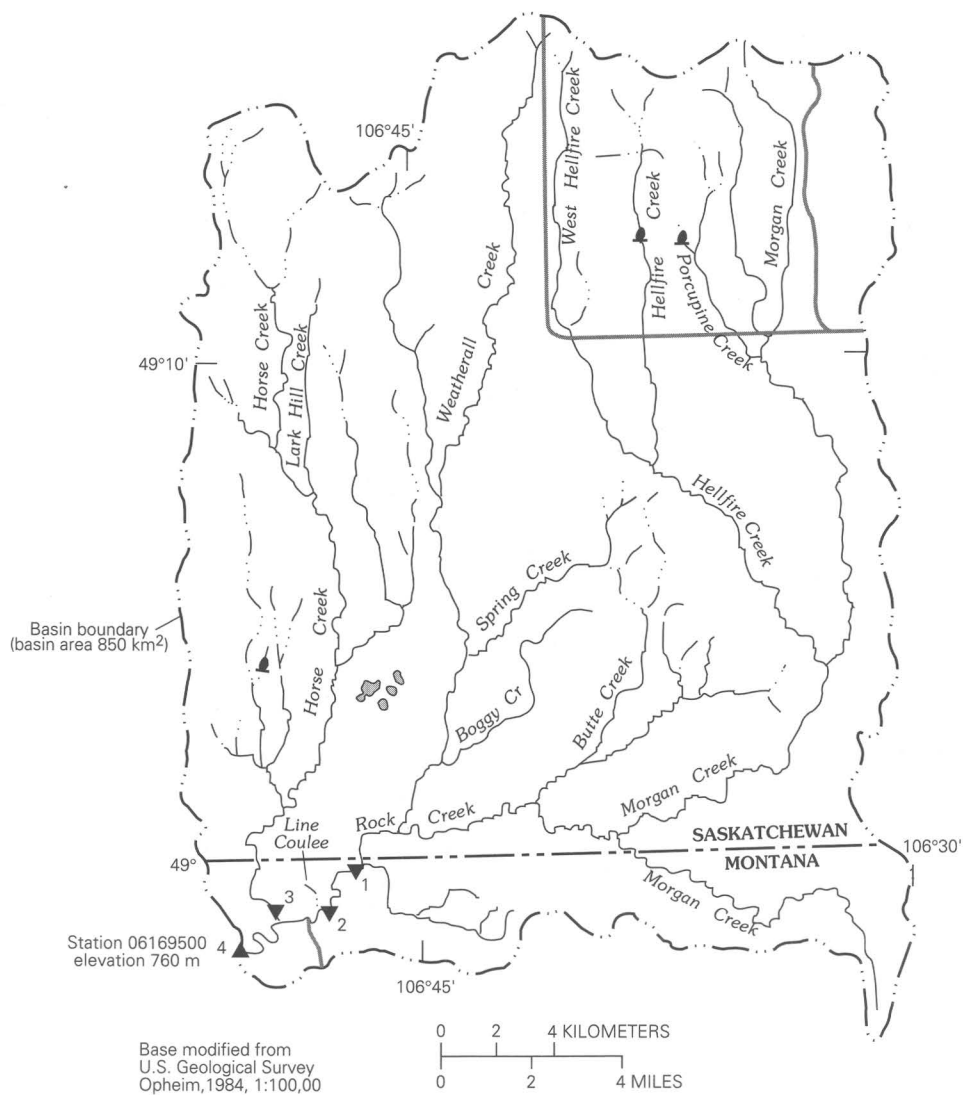 106°45'
West Hellfire Creek
Hellfire Creek
Porcupine Creek
Morgan Creek
Weatherall Creek
Horse Creek
Lark Hill Creek
49°10'
Hellfire Creek
Spring Creek
Basin boundary
(basin area 850 km²)
Horse Creek
Boggy Cr
Butte Creek
Morgan Creek
Rock Creek
Line
Coulee
SASKATCHEWAN
MONTANA
49°
106°30'
1
Morgan Creek
3
2
Station 06169500
elevation 760 m
4
106°45'
0 2 4 KILOMETERS
0 2 4 MILES
Base modified from
U.S. Geological Survey
Opheim,1984, 1:100,00